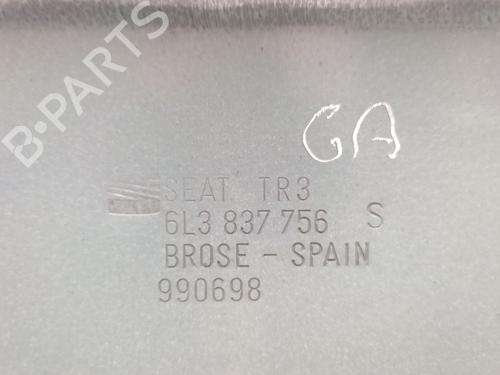 B-PARTS
GA
SEAT TR3
6L3 837 756 S
BROSE - SPAIN
990698